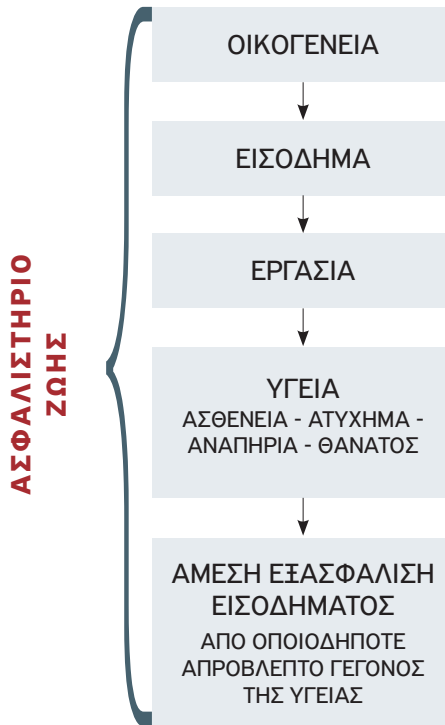 ΑΣΦΑΛΙΣΤΗΡΙΟ
ΖΩΗΣ
ΟΙΚΟΓΕΝΕΙΑ
ΕΙΣΟΔΗΜΑ
ΕΡΓΑΣΙΑ
ΥΓΕΙΑ
ΑΣΘΕΝΕΙΑ - ΑΤΥΧΗΜΑ -
ΑΝΑΠΗΡΙΑ - ΘΑΝΑΤΟΣ
ΑΜΕΣΗ ΕΞΑΣΦΑΛΙΣΗ
ΕΙΣΟΔΗΜΑΤΟΣ
ΑΠΟ ΟΠΟΙΟΔΗΠΟΤΕ
ΑΠΡΟΒΛΕΠΤΟ ΓΕΓΟΝΟΣ
ΤΗΣ ΥΓΕΙΑΣ